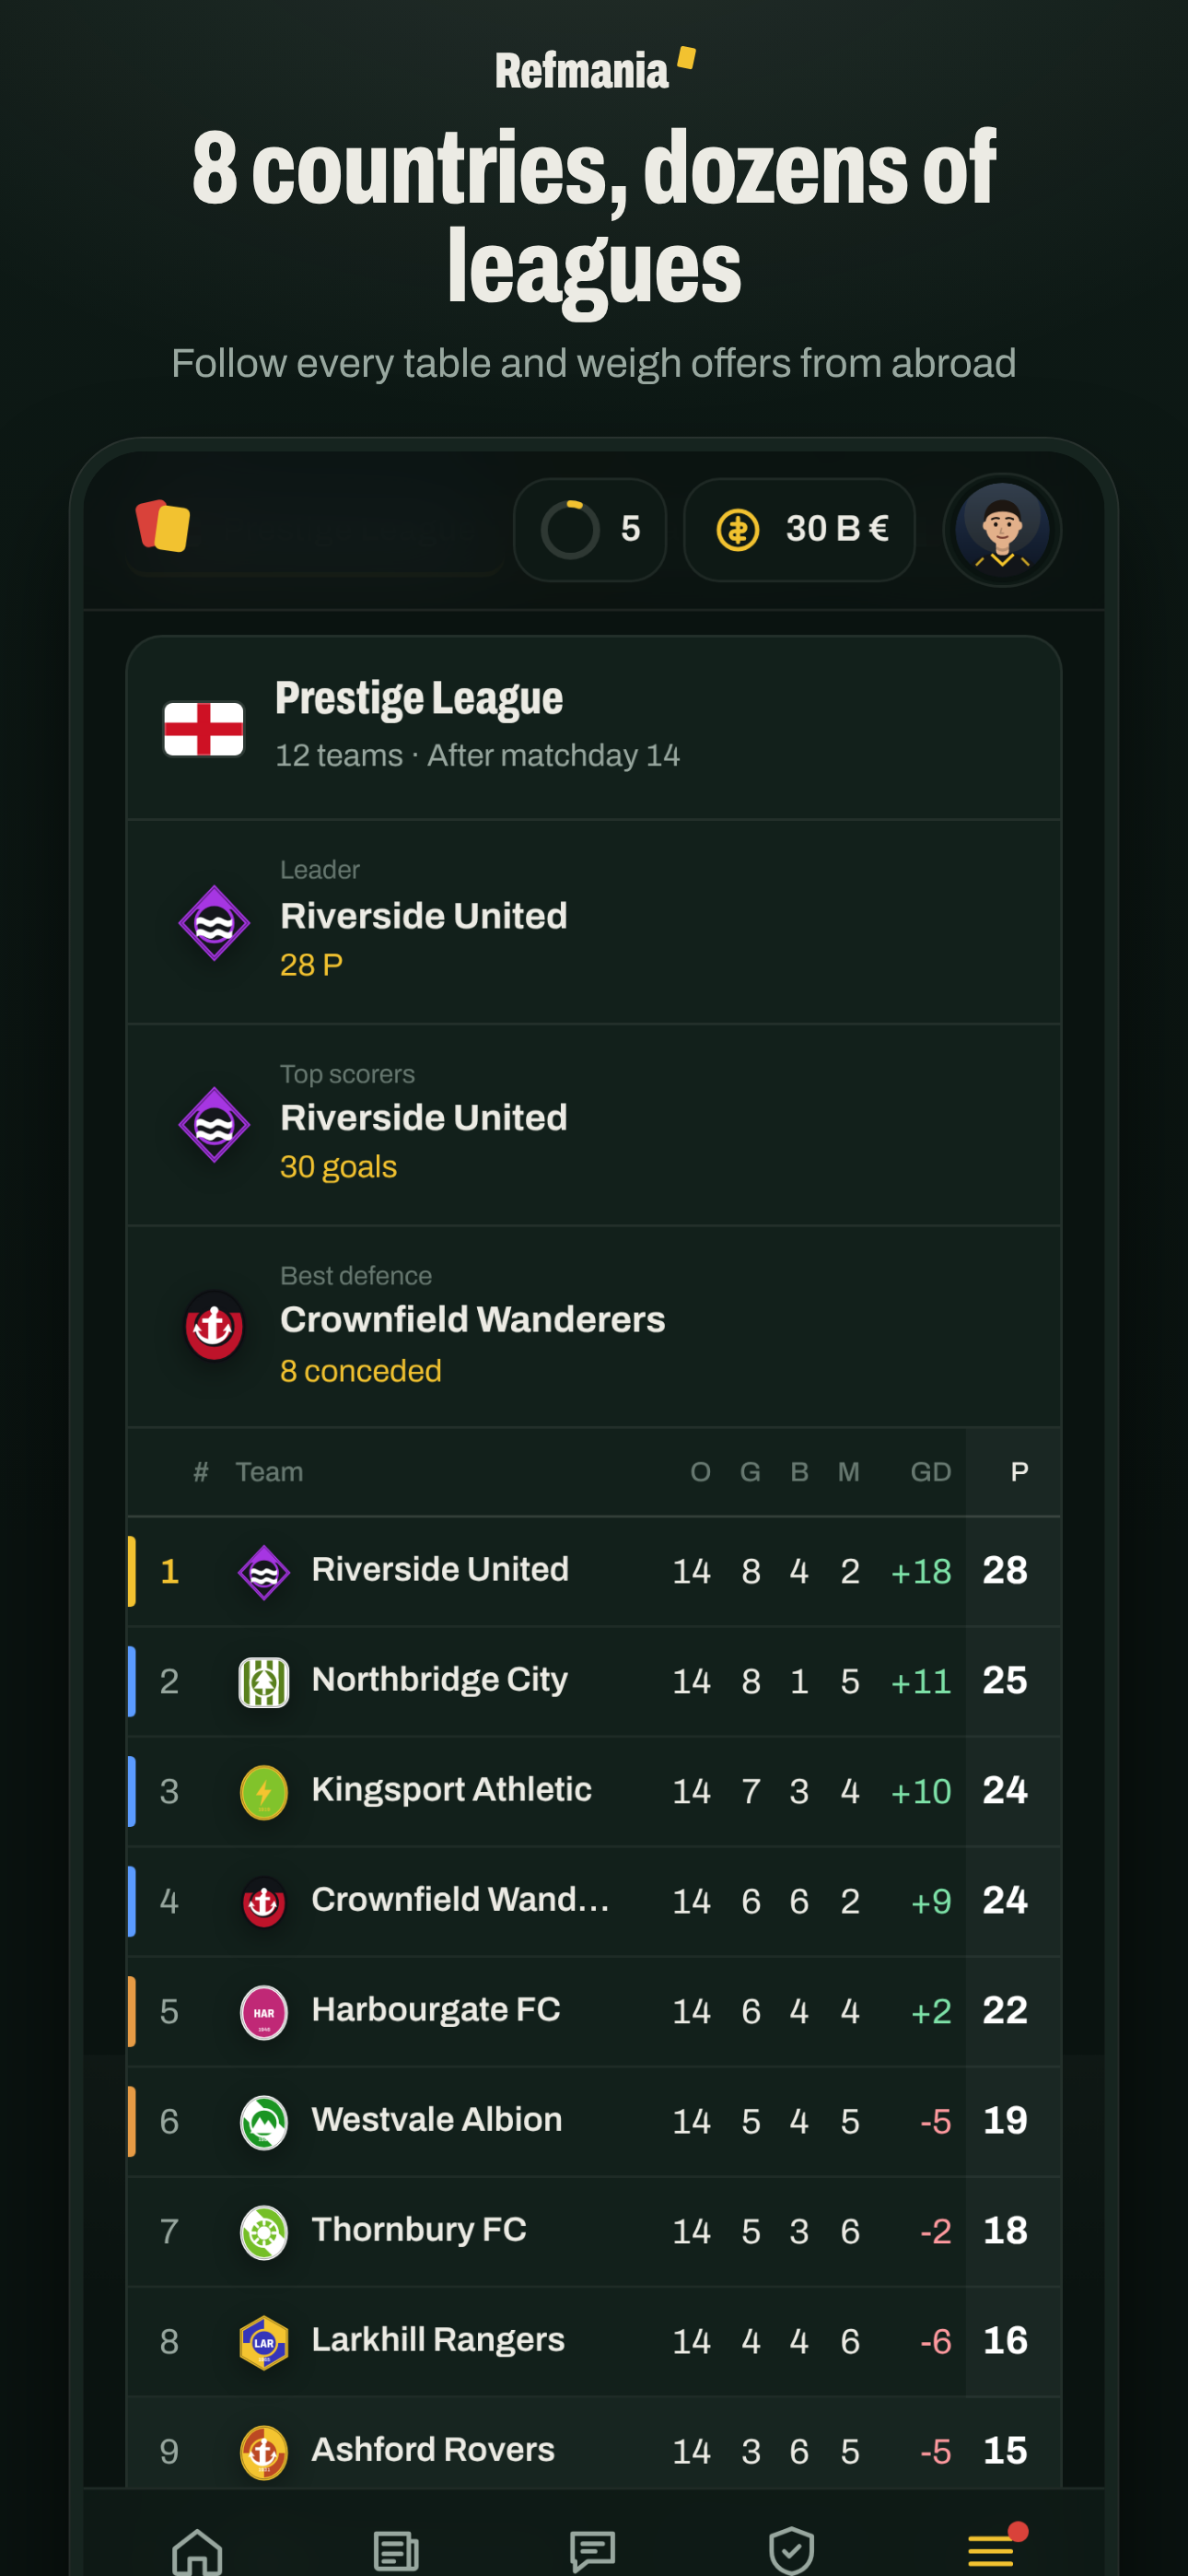 Refmania
8 countries, dozens of
leagues
Follow every table and weigh offers from abroad
5
30 B €
Prestige League
12 teams · After matchday 14
Leader
Riverside United
28 P
Top scorers
Riverside United
30 goals
Best defence
Crownfield Wanderers
8 conceded
# Team O G B M GD P
1 Riverside United 14 8 4 2 +18 28
2 Northbridge City 14 8 1 5 +11 25
3 Kingsport Athletic 14 7 3 4 +10 24
4 Crownfield Wand... 14 6 6 2 +9 24
5 HAR Harbourgate FC 14 6 4 4 +2 22
6 Westvale Albion 14 5 4 5 -5 19
7 Thornbury FC 14 5 3 6 -2 18
8 LAR Larkhill Rangers 14 4 4 6 -6 16
9 Ashford Rovers 14 3 6 5 -5 15